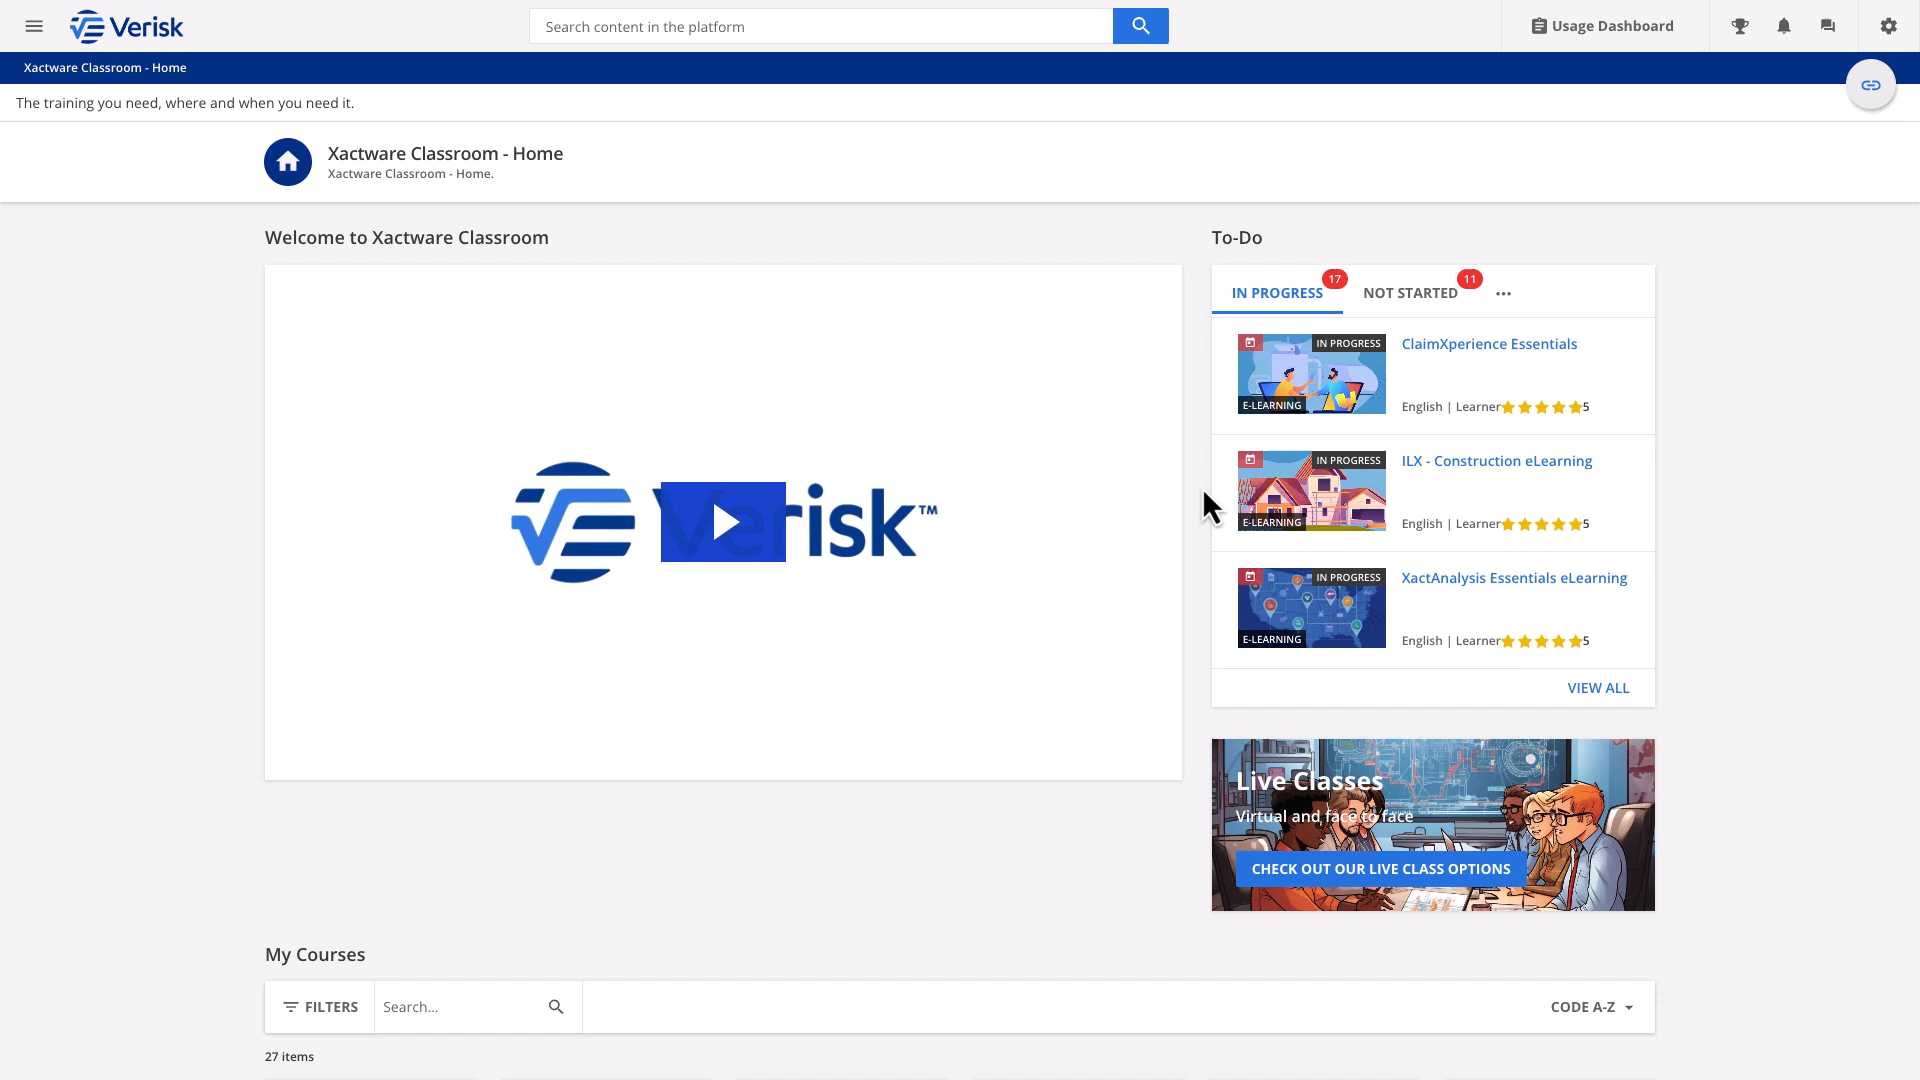 Verisk
Search content in the platform
Usage Dashboard
Xactware Classroom - Home
The training you need, where and when you need it.
Xactware Classroom - Home
Xactware Classroom - Home.
Welcome to Xactware Classroom
Verisk™
To-Do
IN PROGRESS 17 NOT STARTED 11
IN PROGRESS
E-LEARNING
ClaimXperience Essentials
English | Learner 5
IN PROGRESS
E-LEARNING
ILX - Construction eLearning
English | Learner 5
IN PROGRESS
E-LEARNING
XactAnalysis Essentials eLearning
English | Learner 5
VIEW ALL
Live Classes
Virtual and face to face
CHECK OUT OUR LIVE CLASS OPTIONS
My Courses
FILTERS Search... CODE A-Z
27 items